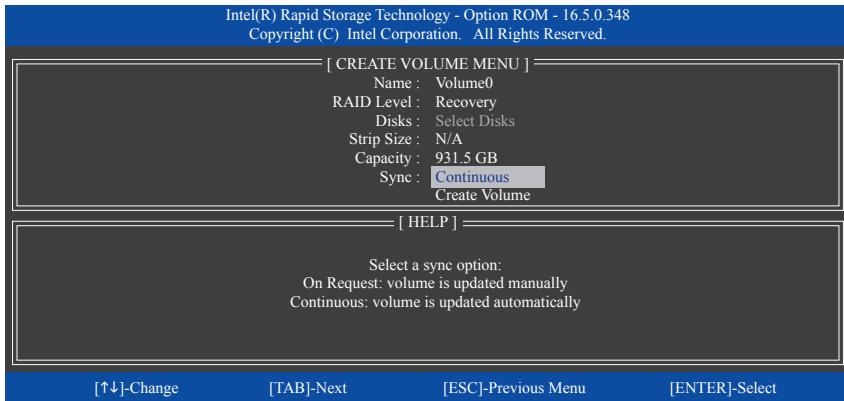 Intel(R) Rapid Storage Technology - Option ROM - 16.5.0.348
Copyright (C) Intel Corporation. All Rights Reserved.
[ CREATE VOLUME MENU ]
Name : Volume0
RAID Level : Recovery
Disks : Select Disks
Strip Size : N/A
Capacity : 931.5 GB
Sync : Continuous
Create Volume
[ HELP ]
Select a sync option:
On Request: volume is updated manually
Continuous: volume is updated automatically
[↑↓]-Change [TAB]-Next [ESC]-Previous Menu [ENTER]-Select